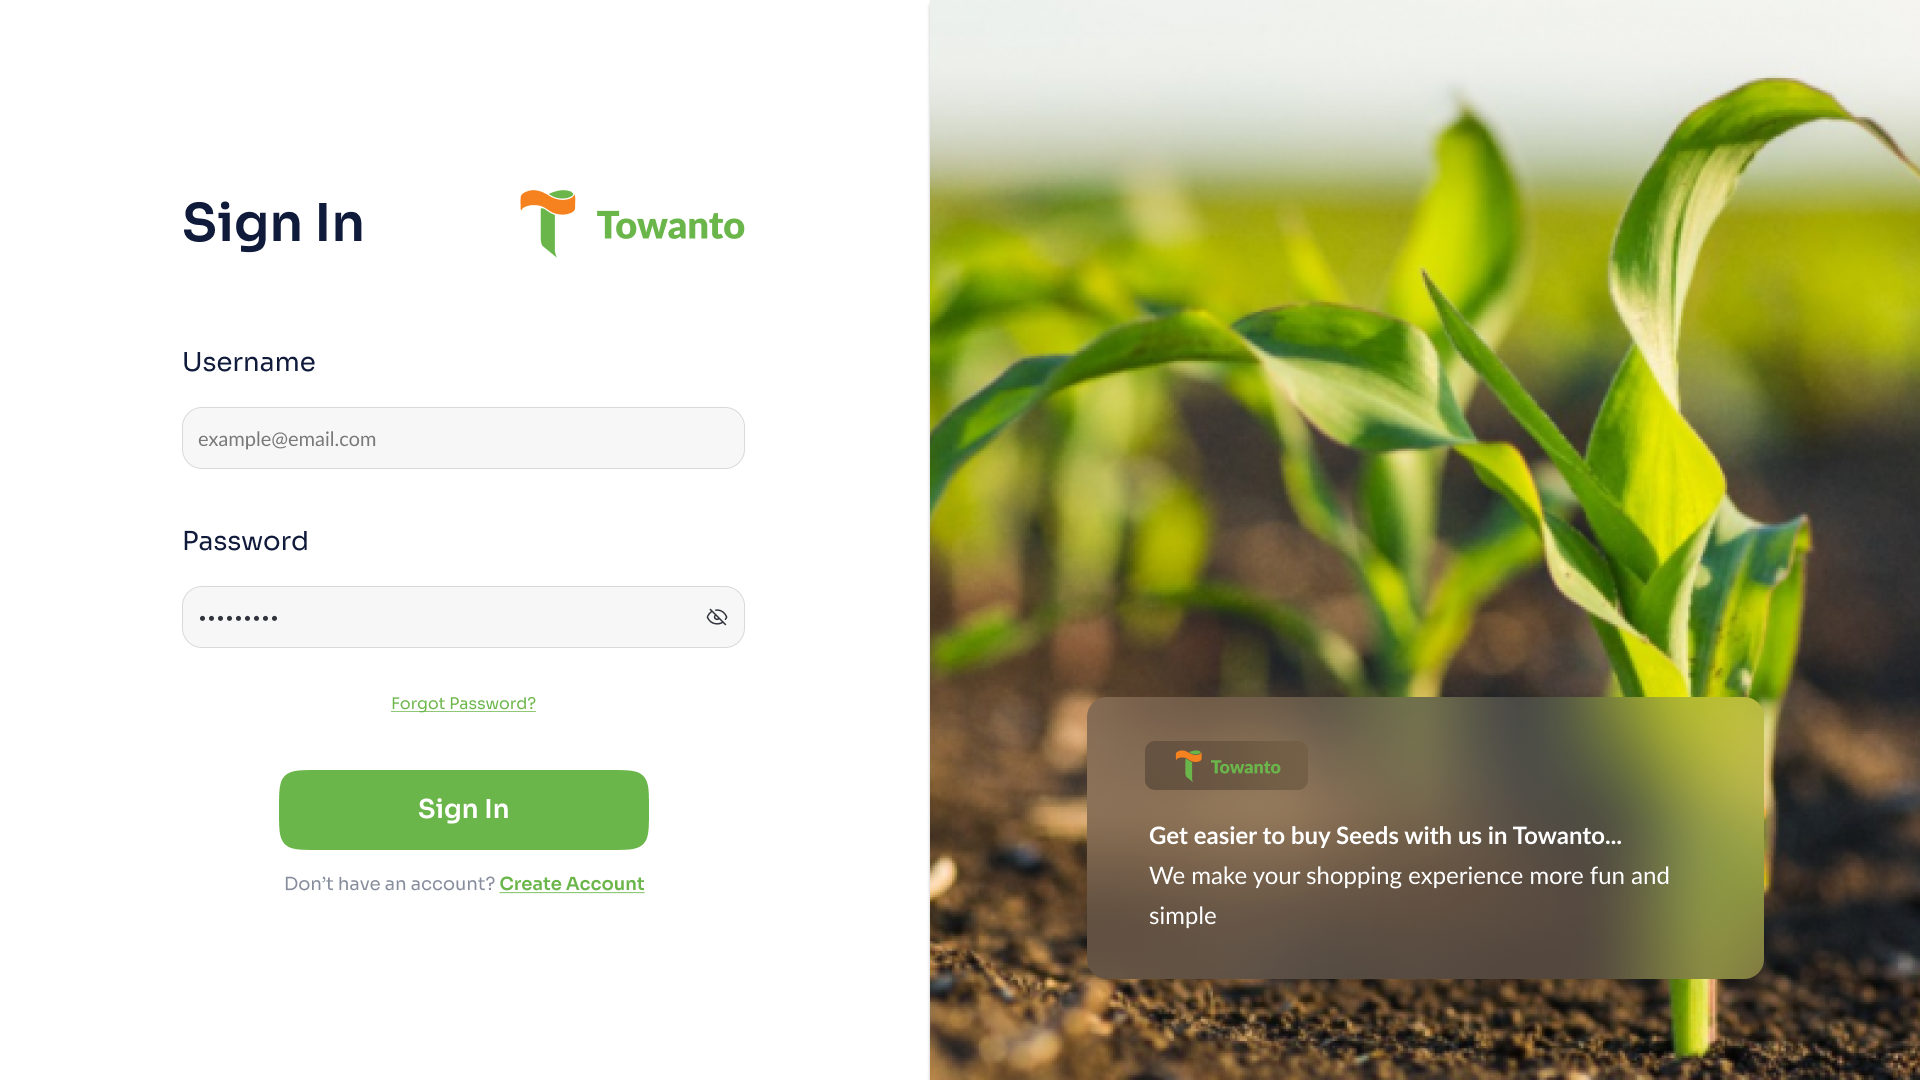 Sign In
Towanto
Username
example@email.com
Password
•••••••••
Forgot Password?
Sign In
Don’t have an account? Create Account
Towanto
Get easier to buy Seeds with us in Towanto...
We make your shopping experience more fun and
simple